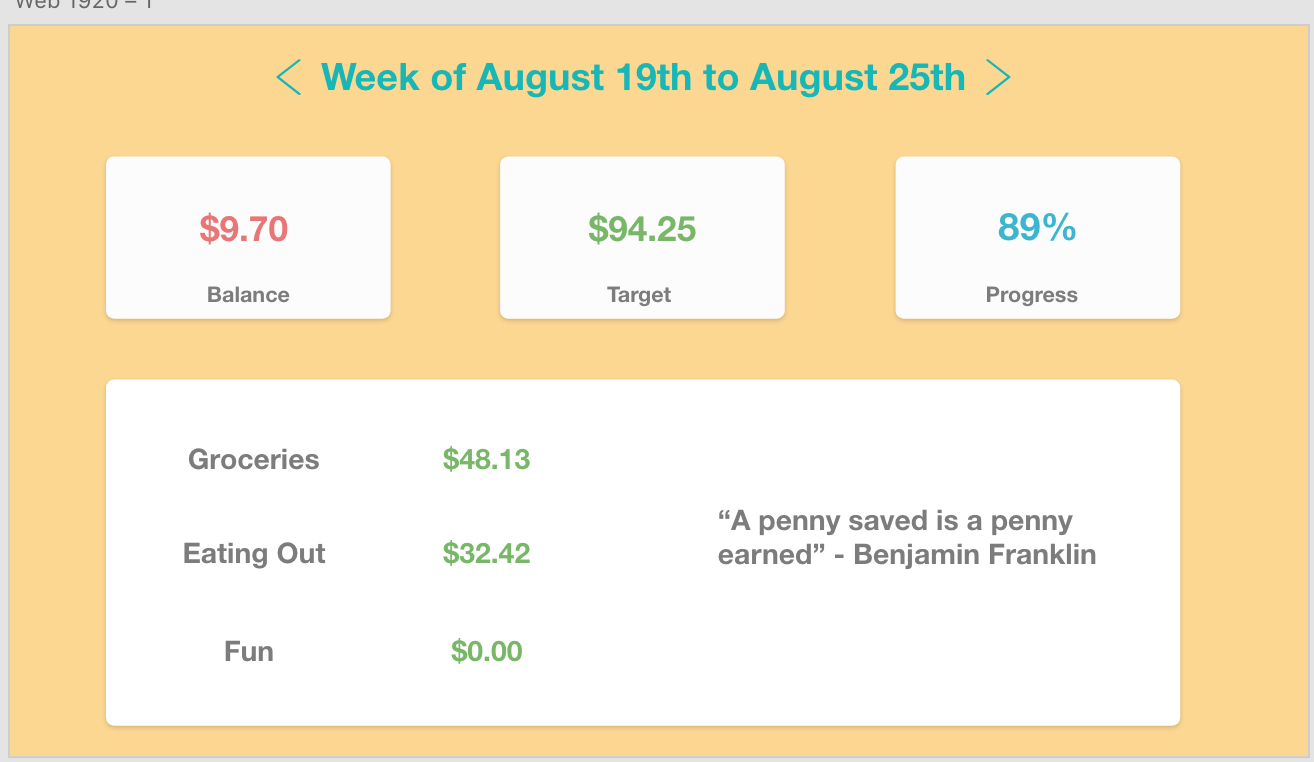 Web 1920 – 1
< Week of August 19th to August 25th >
$9.70
Balance
$94.25
Target
89%
Progress
Groceries $48.13
Eating Out $32.42
Fun $0.00
“A penny saved is a penny
earned” - Benjamin Franklin